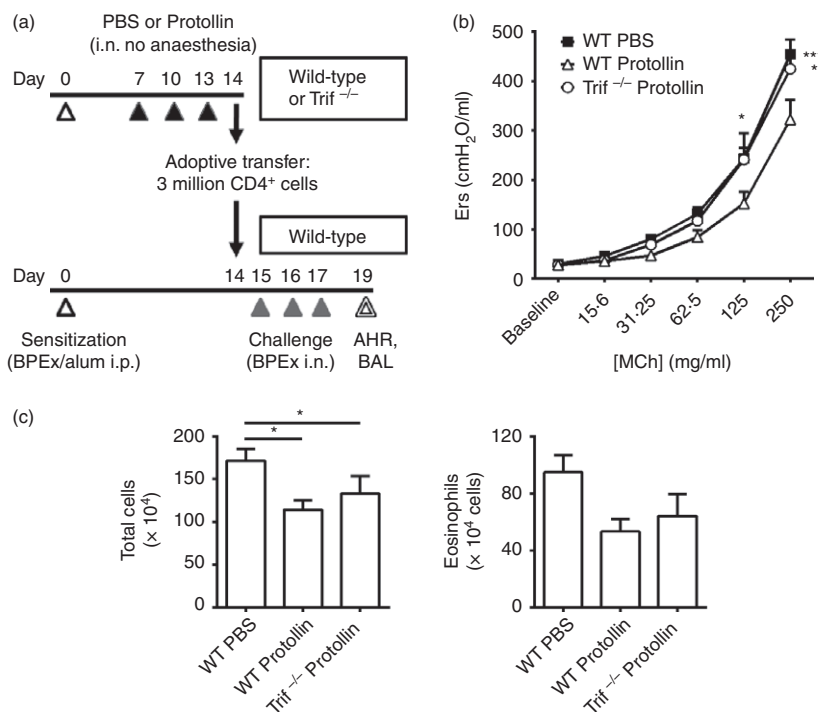 (a)
PBS or Protollin
(i.n. no anaesthesia)
Day 0 7 10 13 14
Wild-type
or Trif −/−
Adoptive transfer:
3 million CD4+ cells
Wild-type
Day 0 14 15 16 17 19
Sensitization
(BPEx/alum i.p.)
Challenge
(BPEx i.n.)
AHR,
BAL
(b)
Ers (cmH2O/ml)
500
400
300
200
100
0
WT PBS
WT Protollin
Trif −/− Protollin
*
**
*
Baseline
15·6
31·25
62·5
125
250
[MCh] (mg/ml)
(c)
Total cells
(× 10⁴)
200
150
100
50
0
*
*
WT PBS
WT Protollin
Trif −/− Protollin
Eosinophils
(× 10⁴ cells)
120
80
40
0
WT PBS
WT Protollin
Trif −/− Protollin